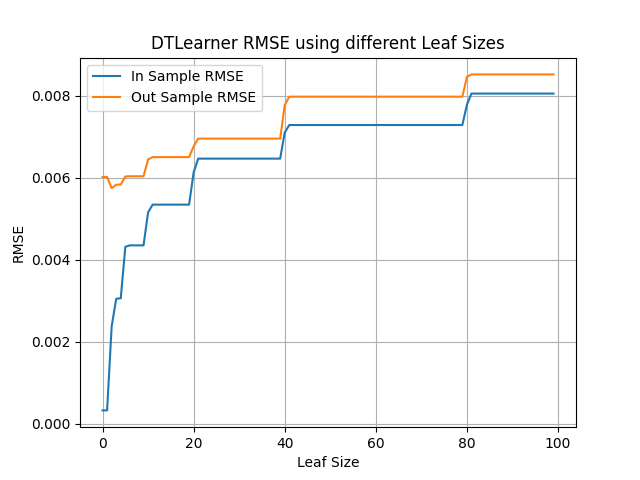 DTLearner RMSE using different Leaf Sizes
In Sample RMSE
Out Sample RMSE
0.008
0.006
0.004
0.002
0.000
RMSE
0 20 40 60 80 100
Leaf Size